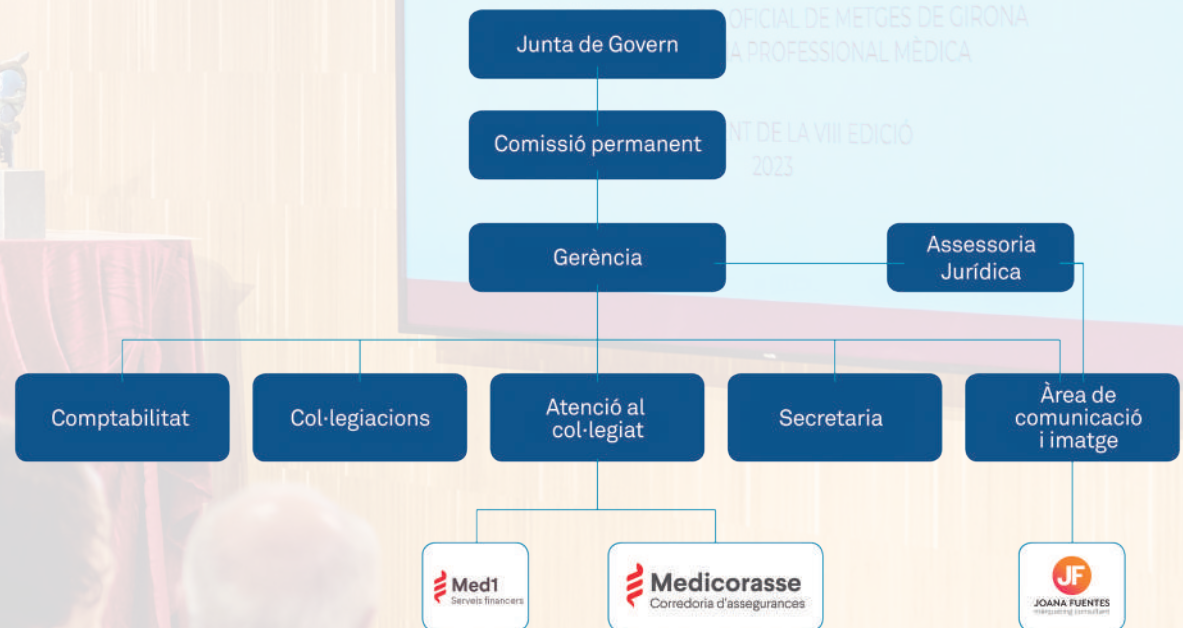 OFICIAL DE METGES DE GIRONA
A PROFESSIONAL MÈDICA
NT DE LA VIII EDICIÓ
2023
Junta de Govern
Comissió permanent
Gerència
Assessoria
Jurídica
Comptabilitat
Col·legiacions
Atenció al
col·legiat
Secretaria
Àrea de
comunicació
i imatge
Med1
Serveis financers
Medicorasse
Corredoria d'assegurances
JF
JOANA FUENTES
màrqueting consultant